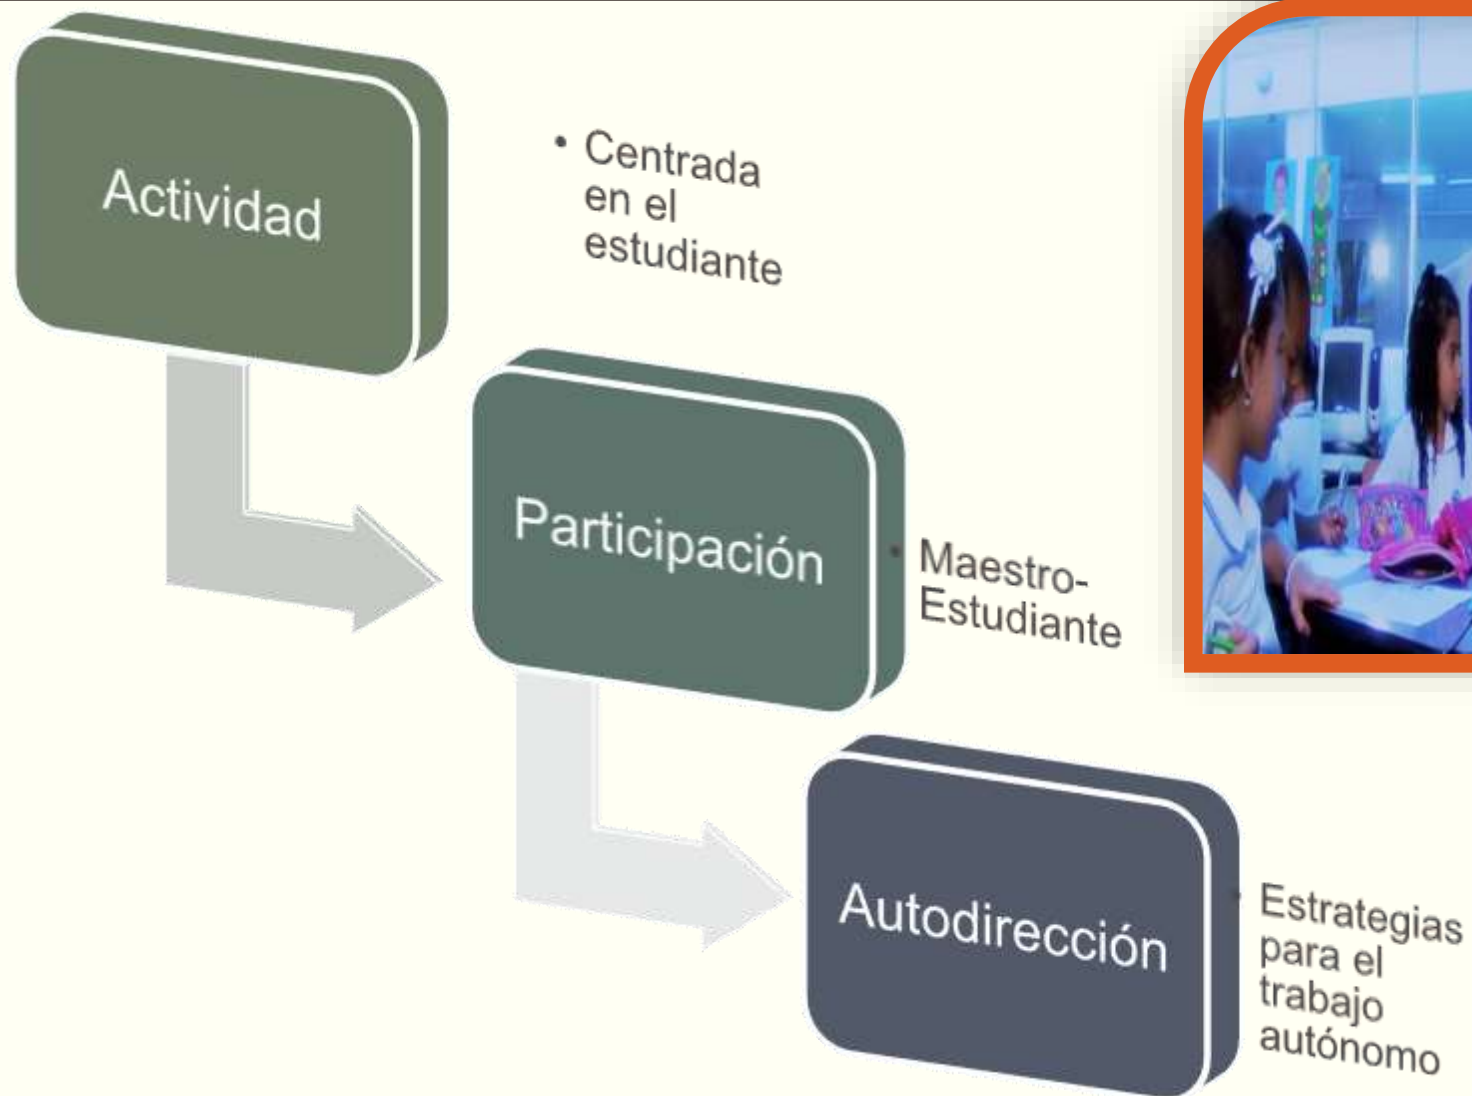 Actividad
• Centrada
en el
estudiante
Participación
• Maestro-
Estudiante
Autodirección
• Estrategias
para el
trabajo
autónomo